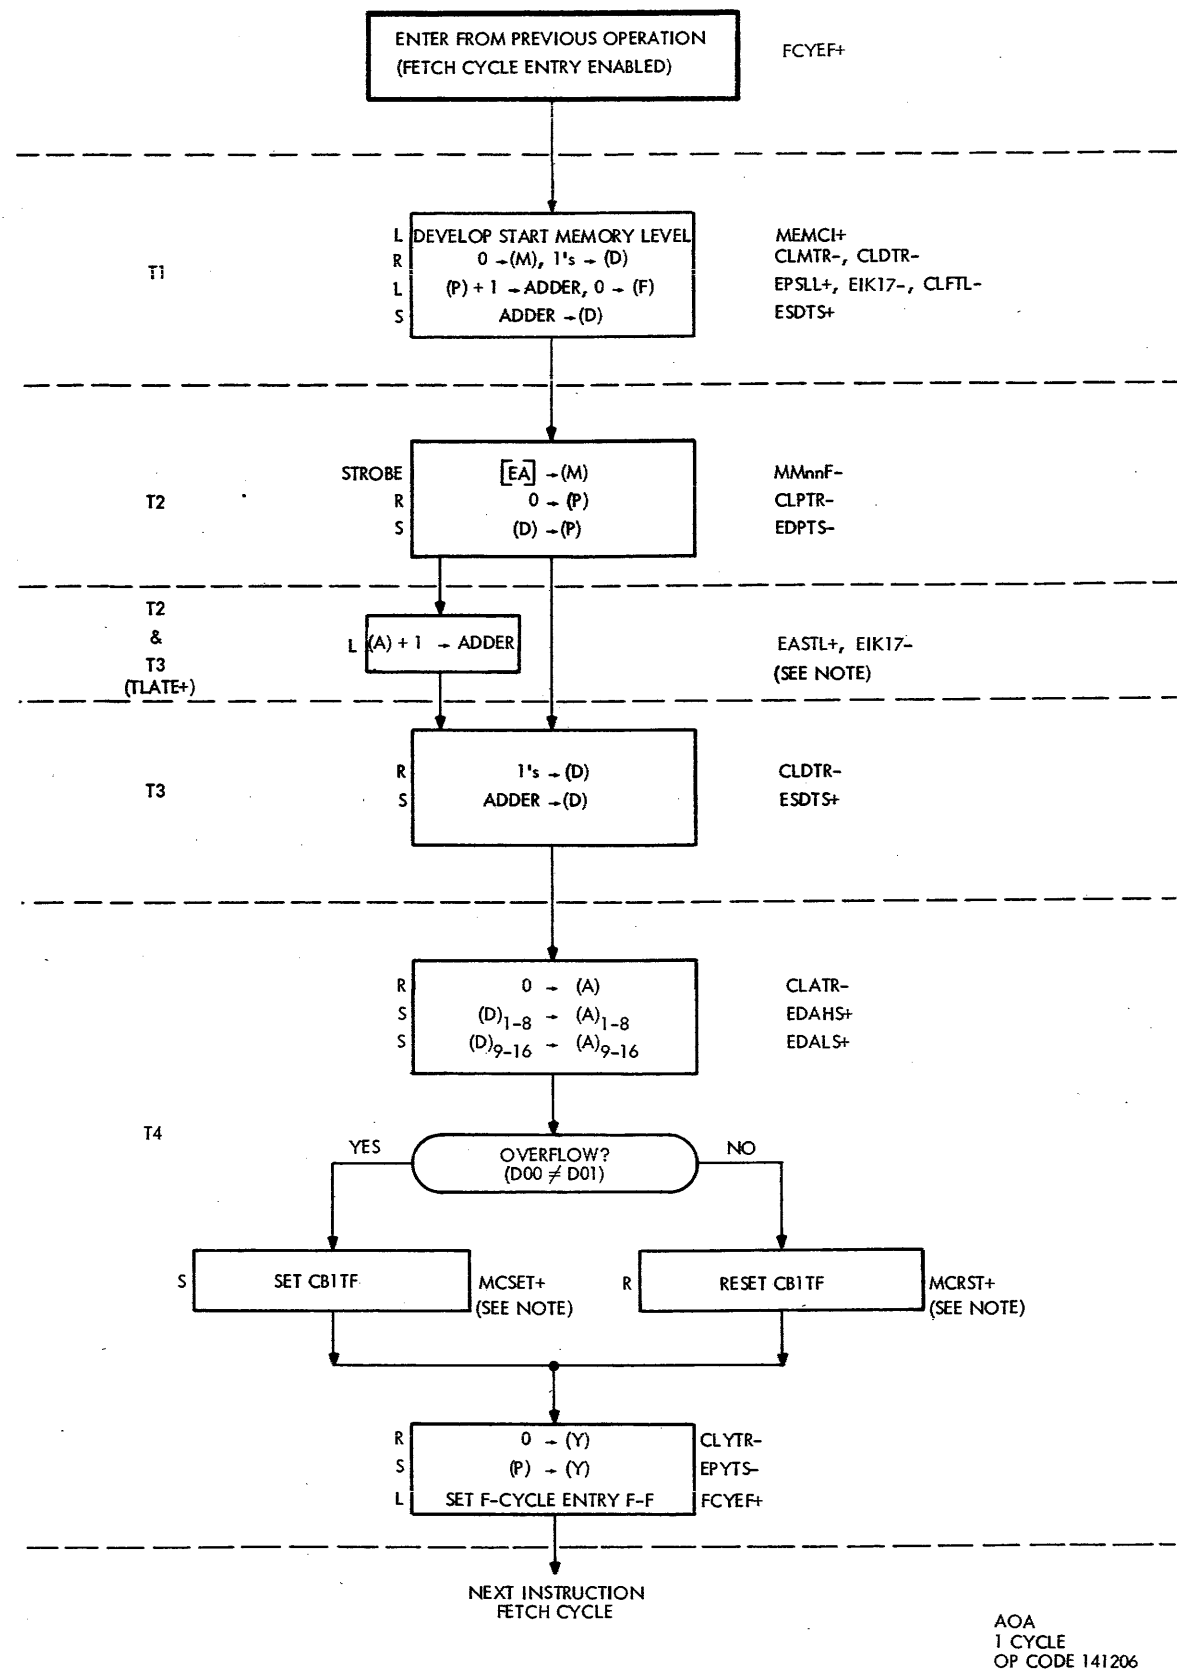 ENTER FROM PREVIOUS OPERATION
(FETCH CYCLE ENTRY ENABLED)
FCYEF+
T1
L DEVELOP START MEMORY LEVEL MEMCI+
R 0 → (M), 1's → (D) CLMTR-, CLDTR-
L (P) + 1 → ADDER, 0 → (F) EPSLL+, EIK17-, CLFTL-
S ADDER → (D) ESDTS+
T2
STROBE [EA] → (M) MMnnF-
R 0 → (P) CLPTR-
S (D) → (P) EDPTS-
T2
&
T3
(TLATE+)
L (A) + 1 → ADDER EASTL+, EIK17-
(SEE NOTE)
T3
R 1's → (D) CLDTR-
S ADDER → (D) ESDTS+
R 0 → (A) CLATR-
S (D)1-8 → (A)1-8 EDAHS+
S (D)9-16 → (A)9-16 EDALS+
T4
YES
OVERFLOW?
(D00 ≠ D01)
NO
S SET CB1TF MCSET+
(SEE NOTE)
R RESET CB1TF MCRST+
(SEE NOTE)
R 0 → (Y) CLYTR-
S (P) → (Y) EPYTS-
L SET F-CYCLE ENTRY F-F FCYEF+
NEXT INSTRUCTION
FETCH CYCLE
AOA
1 CYCLE
OP CODE 141206